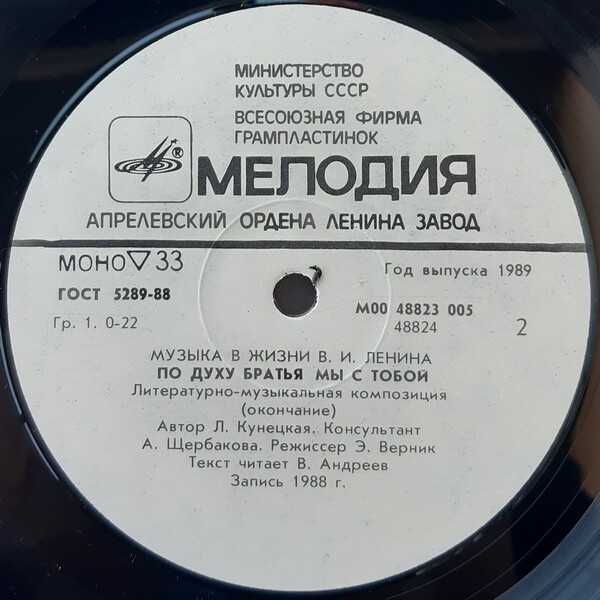 МИНИСТЕРСТВО
КУЛЬТУРЫ СССР
ВСЕСОЮЗНАЯ ФИРМА
ГРАМПЛАСТИНОК
®
МЕЛОДИЯ
АПРЕЛЕВСКИЙ ОРДЕНА ЛЕНИНА ЗАВОД
МОНО▽33
Год выпуска 1989
ГОСТ 5289-88
М00 48823 005
Гр. 1. 0-22
48824
2
МУЗЫКА В ЖИЗНИ В. И. ЛЕНИНА
ПО ДУХУ БРАТЬЯ МЫ С ТОБОЙ
Литературно-музыкальная композиция
(окончание)
Автор Л. Кунецкая. Консультант
А. Щербакова. Режиссер Э. Верник
Текст читает В. Андреев
Запись 1988 г.